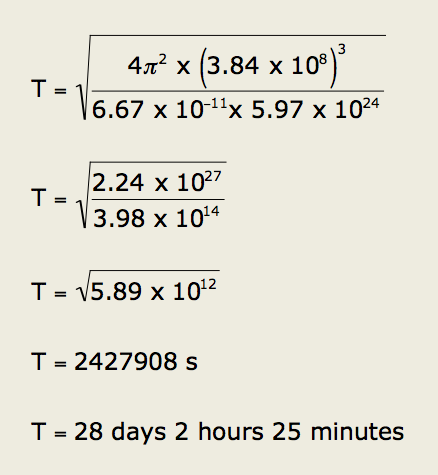 T = √(4π² x (3.84 x 10⁸)³ / 6.67 x 10⁻¹¹x 5.97 x 10²⁴)
T = √(2.24 x 10²⁷ / 3.98 x 10¹⁴)
T = √5.89 x 10¹²
T = 2427908 s
T = 28 days 2 hours 25 minutes